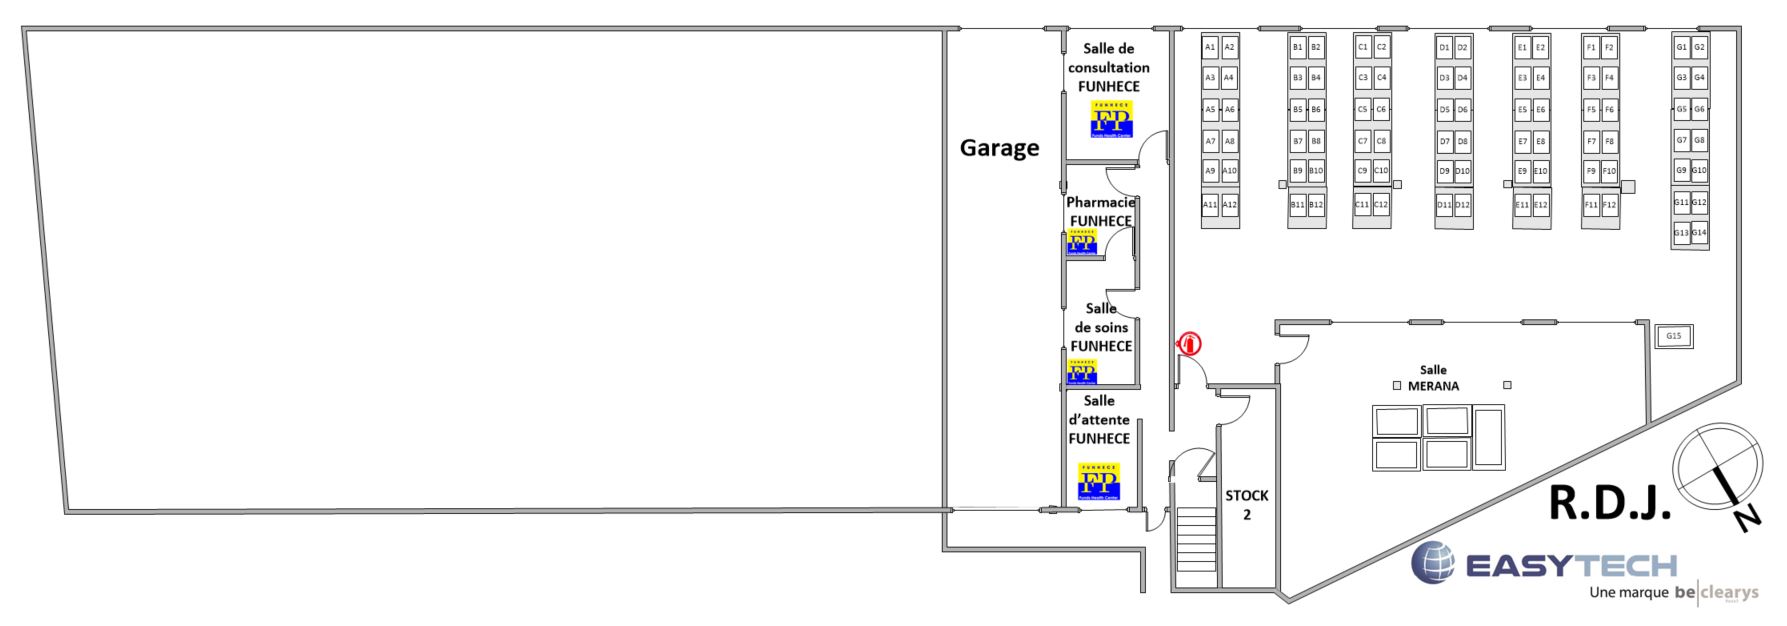 Salle de
consultation
FUNHECE
FUNHECE
FP
Funds Health Center
Garage
Pharmacie
FUNHECE
FUNHECE
FP
Salle
de soins
FUNHECE
FUNHECE
FP
Salle
d'attente
FUNHECE
FUNHECE
FP
Funds Health Center
A1 A2
A3 A4
A5 A6
A7 A8
A9 A10
A11 A12
B1 B2
B3 B4
B5 B6
B7 B8
B9 B10
B11 B12
C1 C2
C3 C4
C5 C6
C7 C8
C9 C10
C11 C12
D1 D2
D3 D4
D5 D6
D7 D8
D9 D10
D11 D12
E1 E2
E3 E4
E5 E6
E7 E8
E9 E10
E11 E12
F1 F2
F3 F4
F5 F6
F7 F8
F9 F10
F11 F12
G1 G2
G3 G4
G5 G6
G7 G8
G9 G10
G11 G12
G13 G14
G15
Salle
MERANA
STOCK
2
R.D.J.
N
EASYTECH
Une marque be|clearys